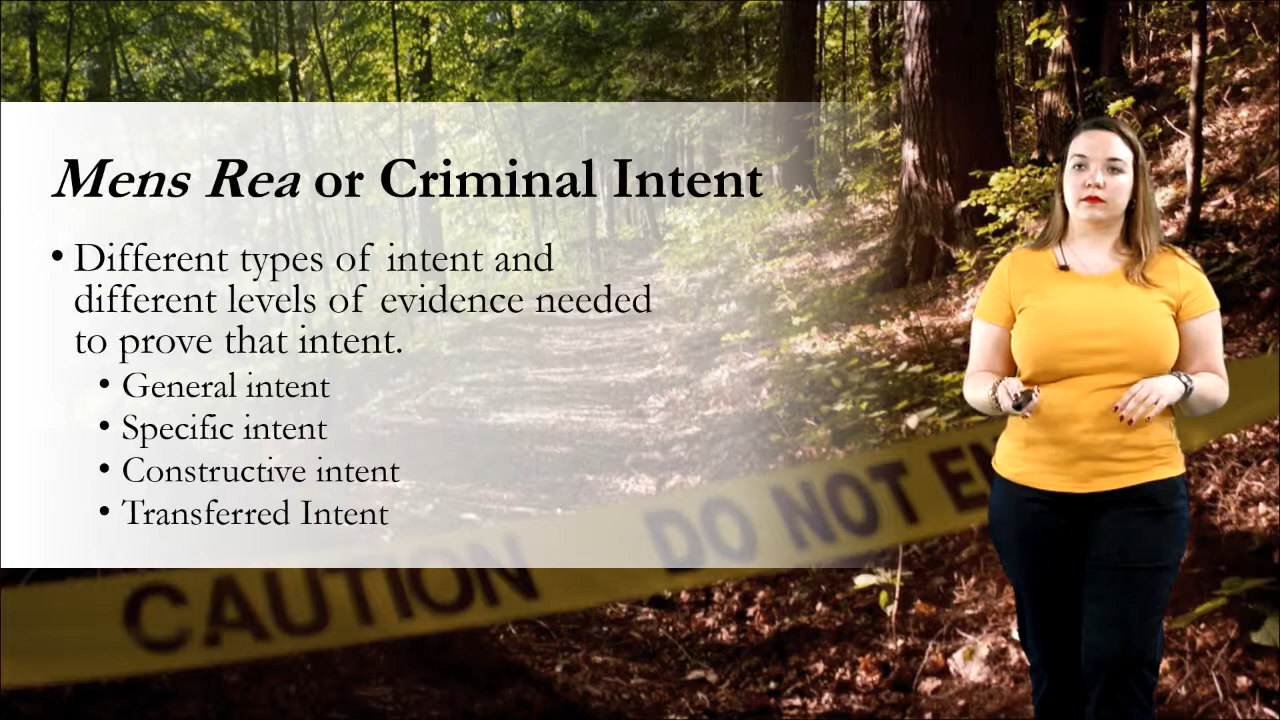 Mens Rea or Criminal Intent
• Different types of intent and
different levels of evidence needed
to prove that intent.
• General intent
• Specific intent
• Constructive intent
• Transferred Intent
CAUTION DO NOT EN